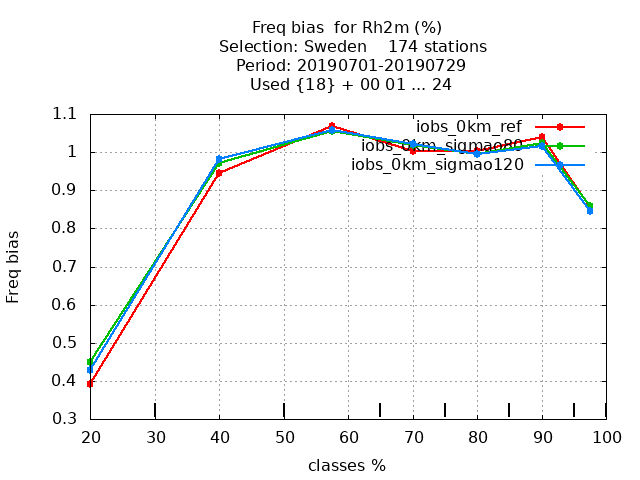 Freq bias  for Rh2m (%)
Selection: Sweden    174 stations
Period: 20190701-20190729
Used {18} + 00 01 ... 24
1.1
1
0.9
0.8
0.7
0.6
0.5
0.4
0.3
Freq bias
iobs_0km_ref
iobs_0km_sigmao80
iobs_0km_sigmao120
20 30 40 50 60 70 80 90 100
classes %